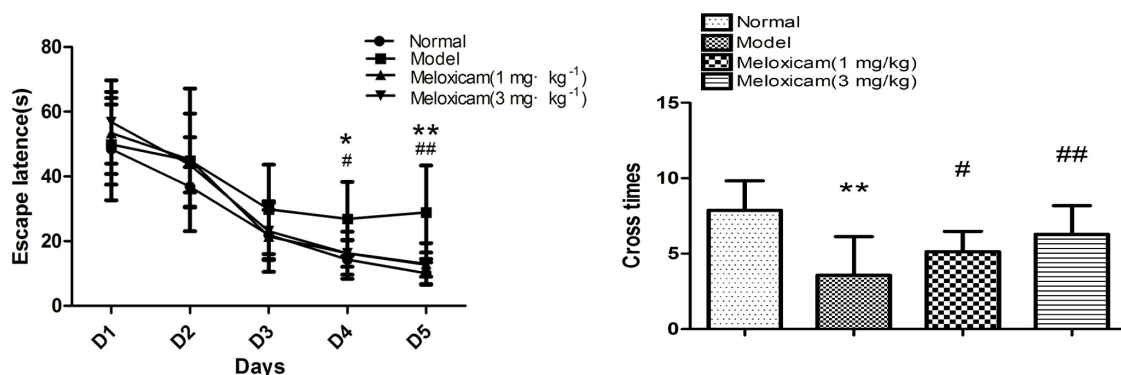 Normal
Model
Meloxicam(1 mg· kg-1)
Meloxicam(3 mg· kg-1)
80
60
40
20
0
Escape latence(s)
*
#
**
##
D1
D2
D3
D4
D5
Days
Normal
Model
Meloxicam(1 mg/kg)
Meloxicam(3 mg/kg)
15
10
5
0
Cross times
**
#
##